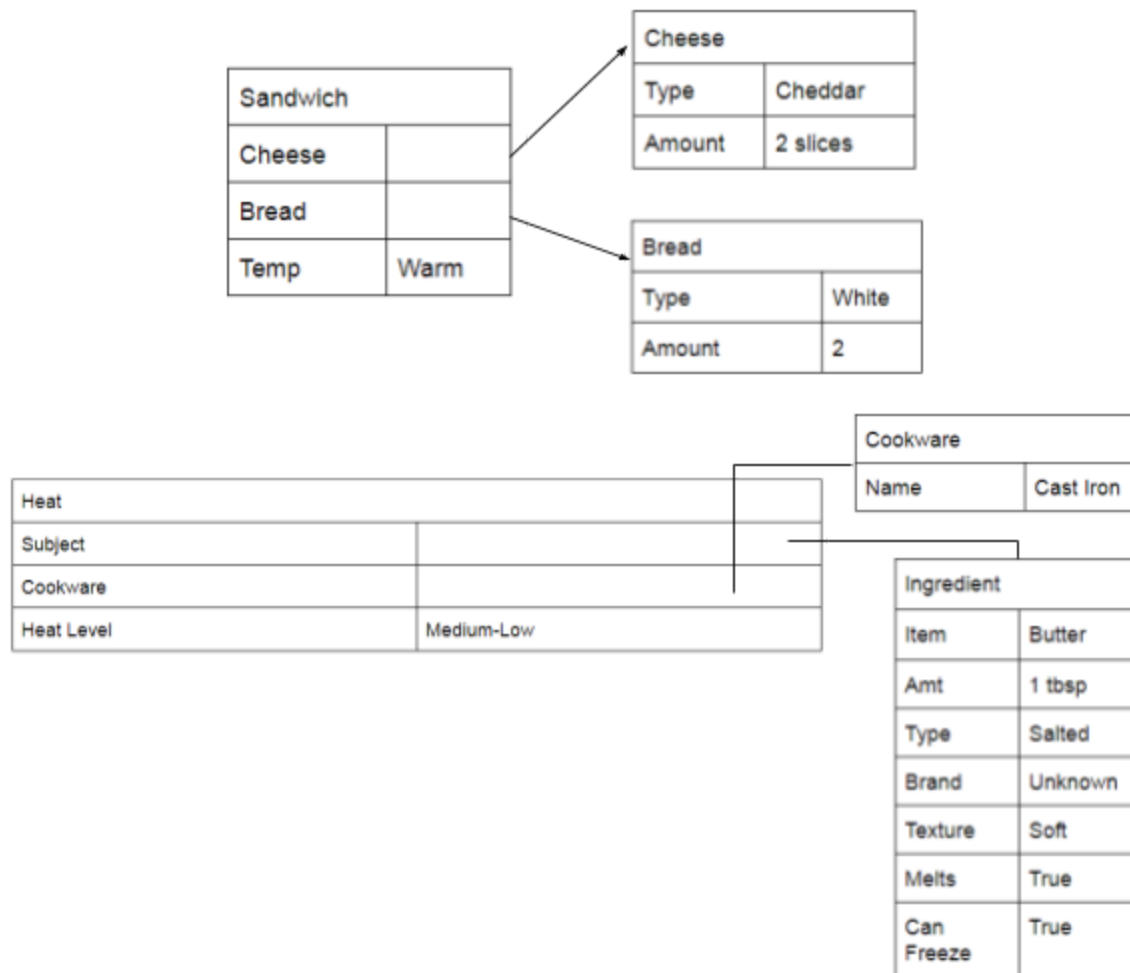 Sandwich
Cheese
Bread
Temp Warm
Cheese
Type Cheddar
Amount 2 slices
Bread
Type White
Amount 2
Heat
Subject
Cookware
Heat Level Medium-Low
Cookware
Name Cast Iron
Ingredient
Item Butter
Amt 1 tbsp
Type Salted
Brand Unknown
Texture Soft
Melts True
Can True
Freeze